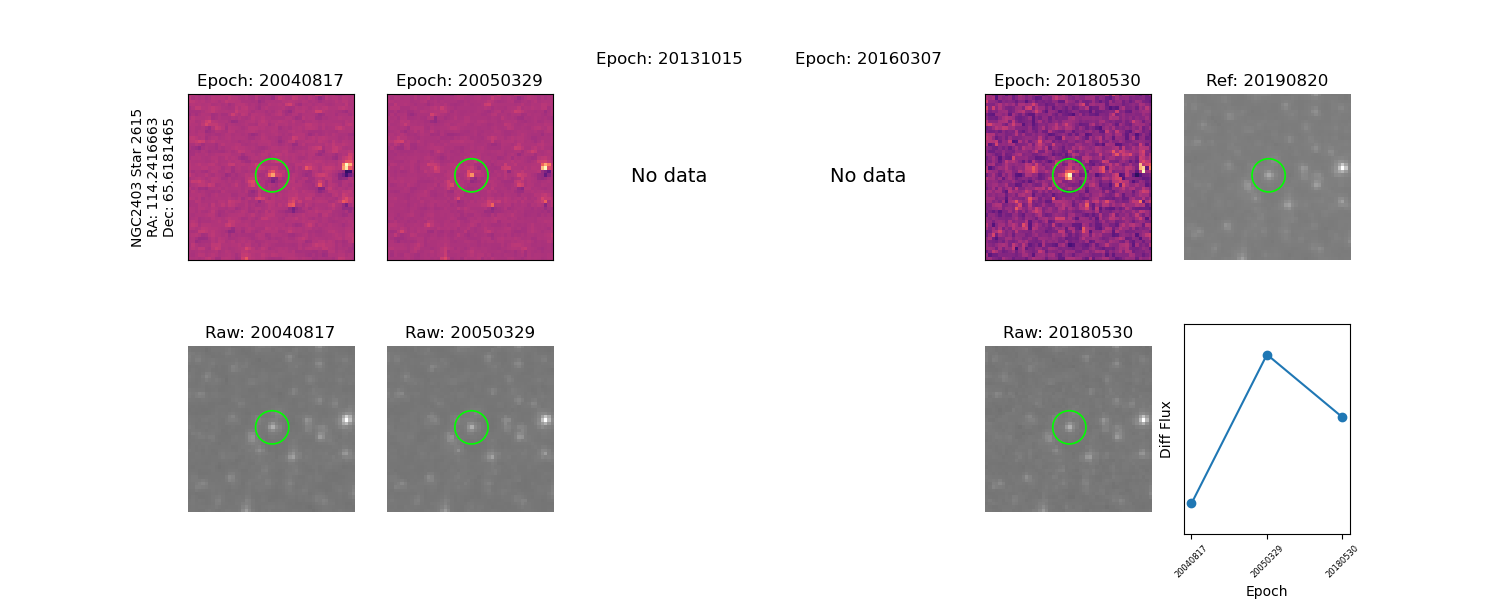 Epoch: 20040817
Epoch: 20050329
Epoch: 20131015
Epoch: 20160307
Epoch: 20180530
Ref: 20190820
NGC2403 Star 2615
RA: 114.2416663
Dec: 65.6181465
No data
No data
Raw: 20040817
Raw: 20050329
Raw: 20180530
Diff Flux
20040817
20050329
20180530
Epoch